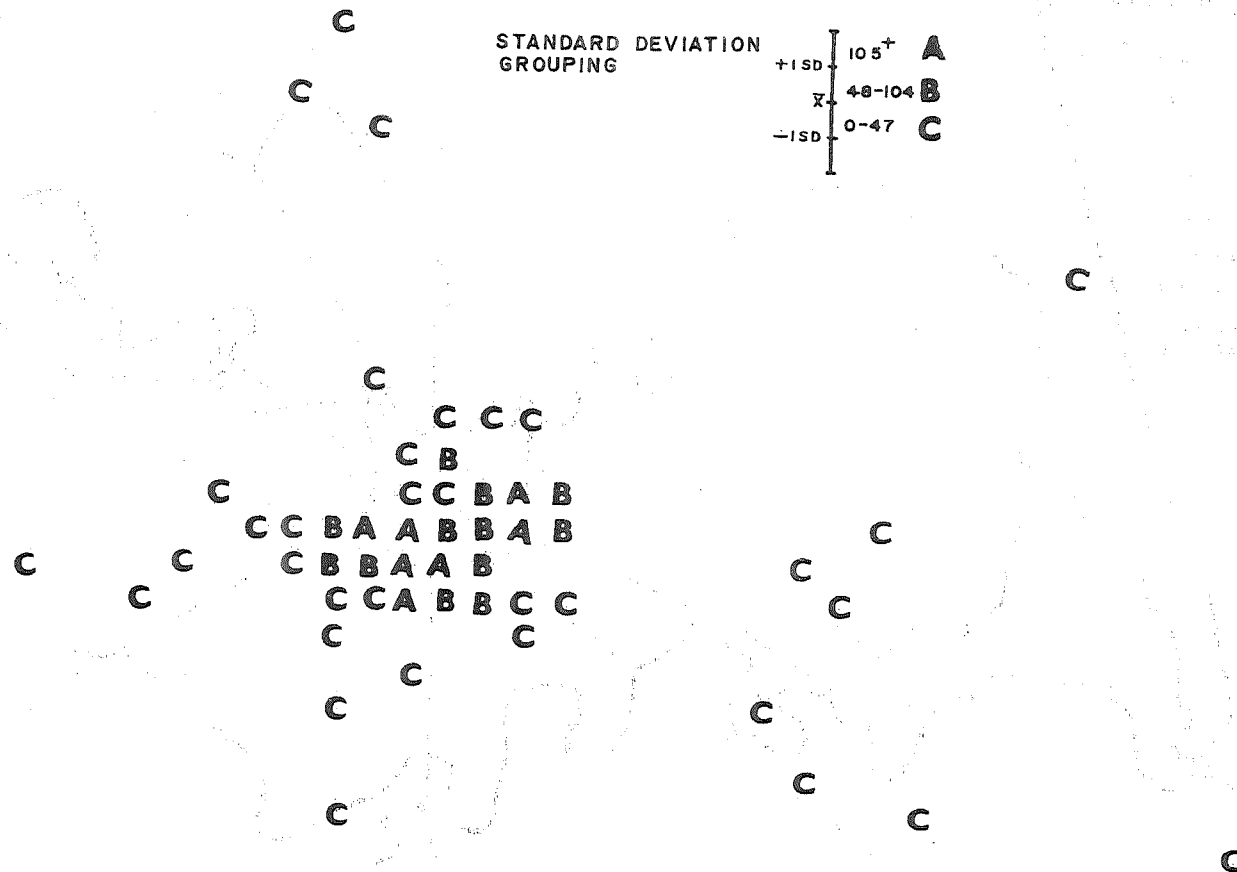 C
STANDARD DEVIATION
GROUPING
105+ A
+1SD
C
48-104 B
x̄
C
0-47 C
-1SD
C
C
C C C
C B
C
C C B A B
C C B A A B B A B
C
C
C
C B B A A B
C
C
C C A B B C C
C
C
C
C
C
C
C
C
C
C
C